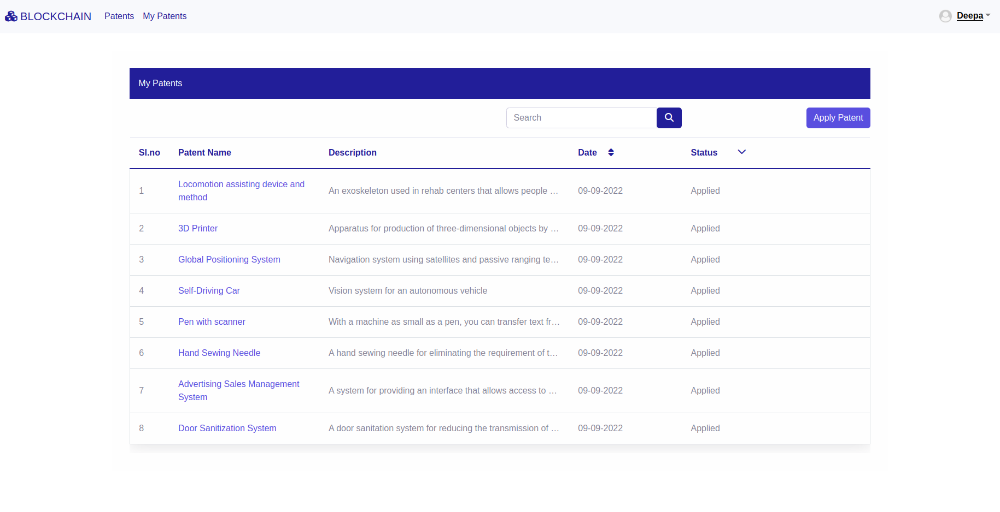 BLOCKCHAIN Patents My Patents Deepa
My Patents
Search Apply Patent
Sl.no Patent Name Description Date Status
1 Locomotion assisting device and method An exoskeleton used in rehab centers that allows people … 09-09-2022 Applied
2 3D Printer Apparatus for production of three-dimensional objects by … 09-09-2022 Applied
3 Global Positioning System Navigation system using satellites and passive ranging te… 09-09-2022 Applied
4 Self-Driving Car Vision system for an autonomous vehicle 09-09-2022 Applied
5 Pen with scanner With a machine as small as a pen, you can transfer text fr… 09-09-2022 Applied
6 Hand Sewing Needle A hand sewing needle for eliminating the requirement of t… 09-09-2022 Applied
7 Advertising Sales Management System A system for providing an interface that allows access to … 09-09-2022 Applied
8 Door Sanitization System A door sanitation system for reducing the transmission of … 09-09-2022 Applied